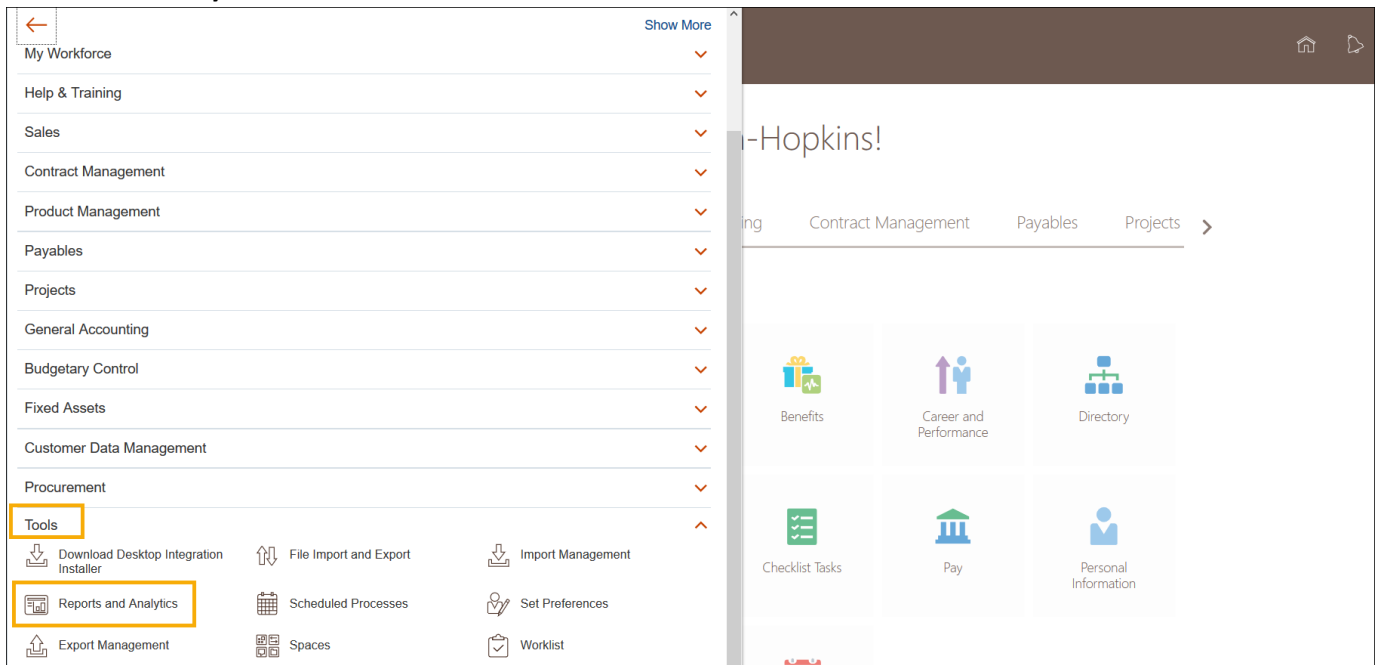 Show More
My Workforce
Help & Training
Sales
Contract Management
Product Management
Payables
Projects
General Accounting
Budgetary Control
Fixed Assets
Customer Data Management
Procurement
Tools
Download Desktop Integration
Installer
File Import and Export
Import Management
Reports and Analytics
Scheduled Processes
Set Preferences
Export Management
Spaces
Worklist
-Hopkins!
ing Contract Management Payables Projects
Benefits
Career and
Performance
Directory
Checklist Tasks
Pay
Personal
Information